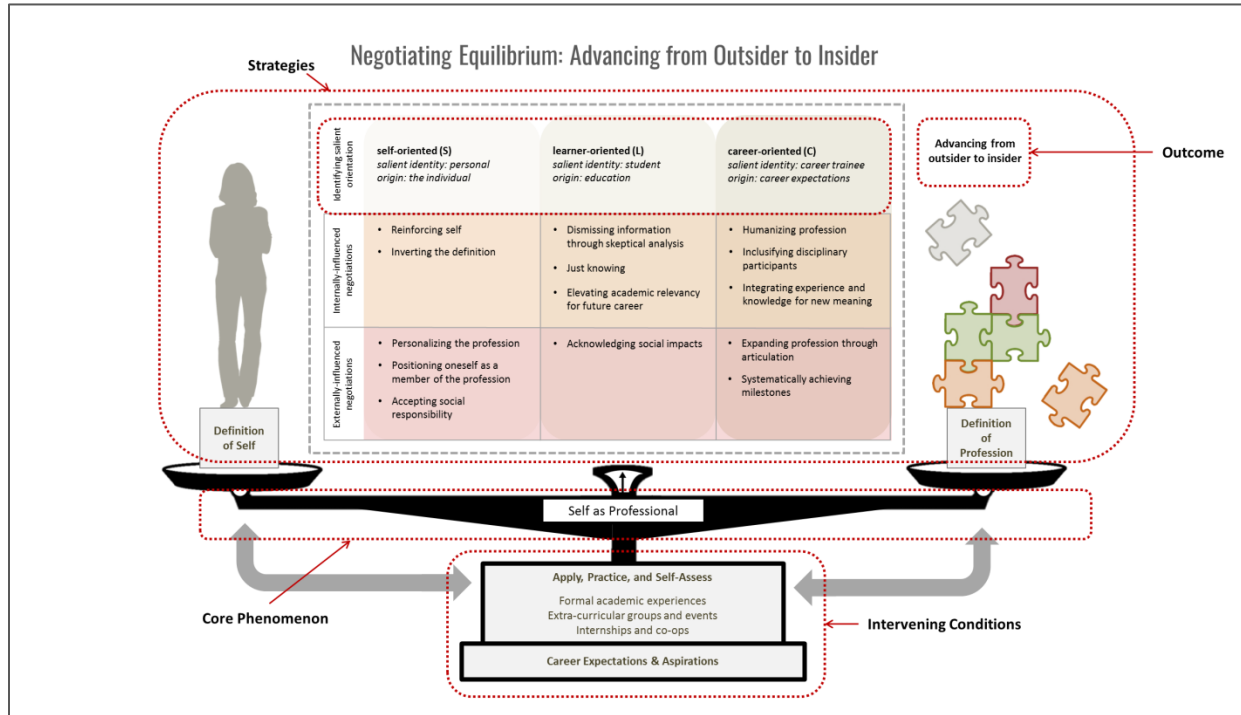 Negotiating Equilibrium: Advancing from Outsider to Insider
Strategies
Identifying salient
orientation
self-oriented (S)
salient identity: personal
origin: the individual
learner-oriented (L)
salient identity: student
origin: education
career-oriented (C)
salient identity: career trainee
origin: career expectations
Advancing from
outsider to insider
Outcome
Internally-influenced
negotiations
• Reinforcing self
• Inverting the definition
• Dismissing information
through skeptical analysis
• Just knowing
• Elevating academic relevancy
for future career
• Humanizing profession
• Inclusifying disciplinary
participants
• Integrating experience and
knowledge for new meaning
Externally-influenced
negotiations
• Personalizing the profession
• Positioning oneself as a
member of the profession
• Accepting social
responsibility
• Acknowledging social impacts
• Expanding profession through
articulation
• Systematically achieving
milestones
Definition
of Self
Definition
of
Profession
Self as Professional
Core Phenomenon
Apply, Practice, and Self-Assess
Formal academic experiences
Extra-curricular groups and events
Internships and co-ops
Career Expectations & Aspirations
Intervening Conditions